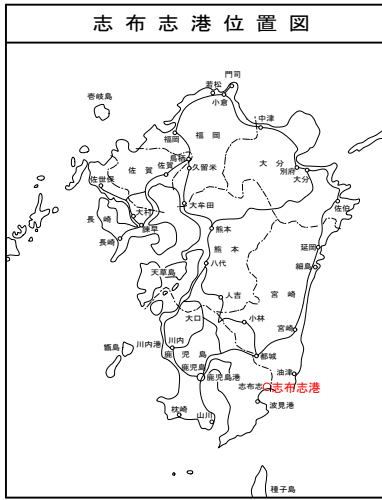 志布志港位置図
門司
若松
小倉
壱岐島
中津
福岡
福岡
鳥栖
佐賀
佐賀
久留米
大分
別府
大分
佐世保
大村
大牟田
佐伯
長崎
諫早
熊本
長崎
熊本
延岡
八代
細島
天草島
人吉
宮崎
大口
小林
宮崎
川内
川内港
甑島
鹿児島
都城
鹿児島
鹿児島港
油津
志布志
志布志港
波見港
枕崎
山川
種子島